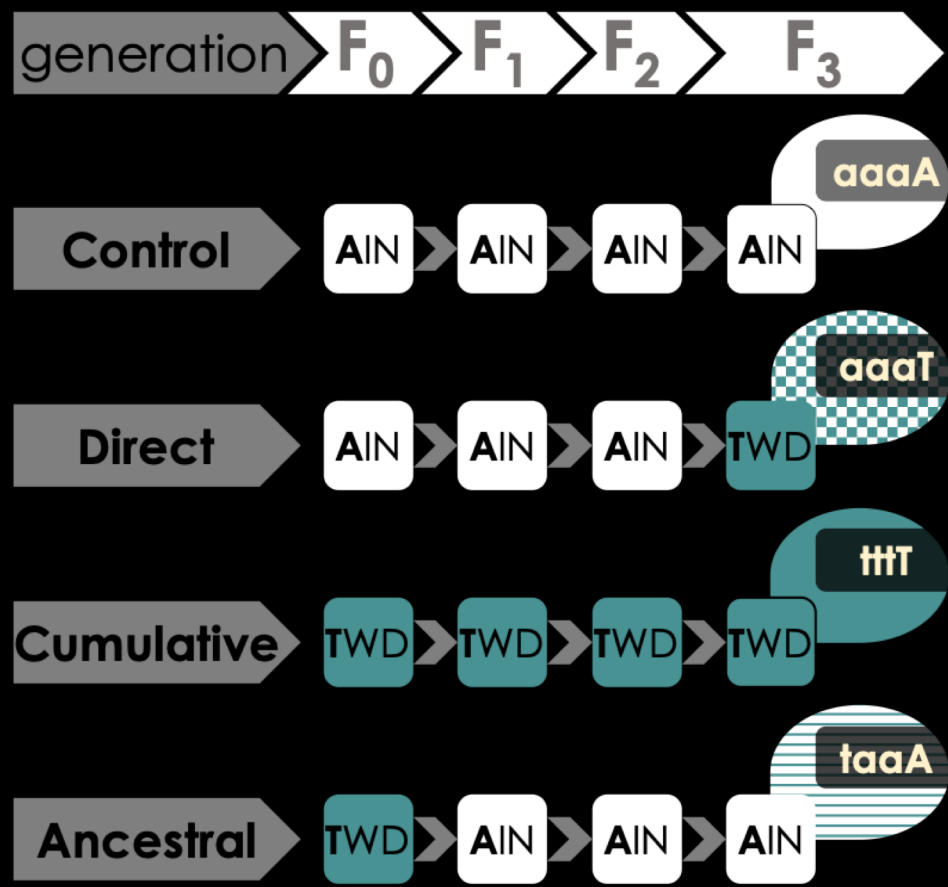 generation F0 F1 F2 F3
aaaA
Control AIN AIN AIN AIN
aaaT
Direct AIN AIN AIN TWD
tttT
Cumulative TWD TWD TWD TWD
taaA
Ancestral TWD AIN AIN AIN